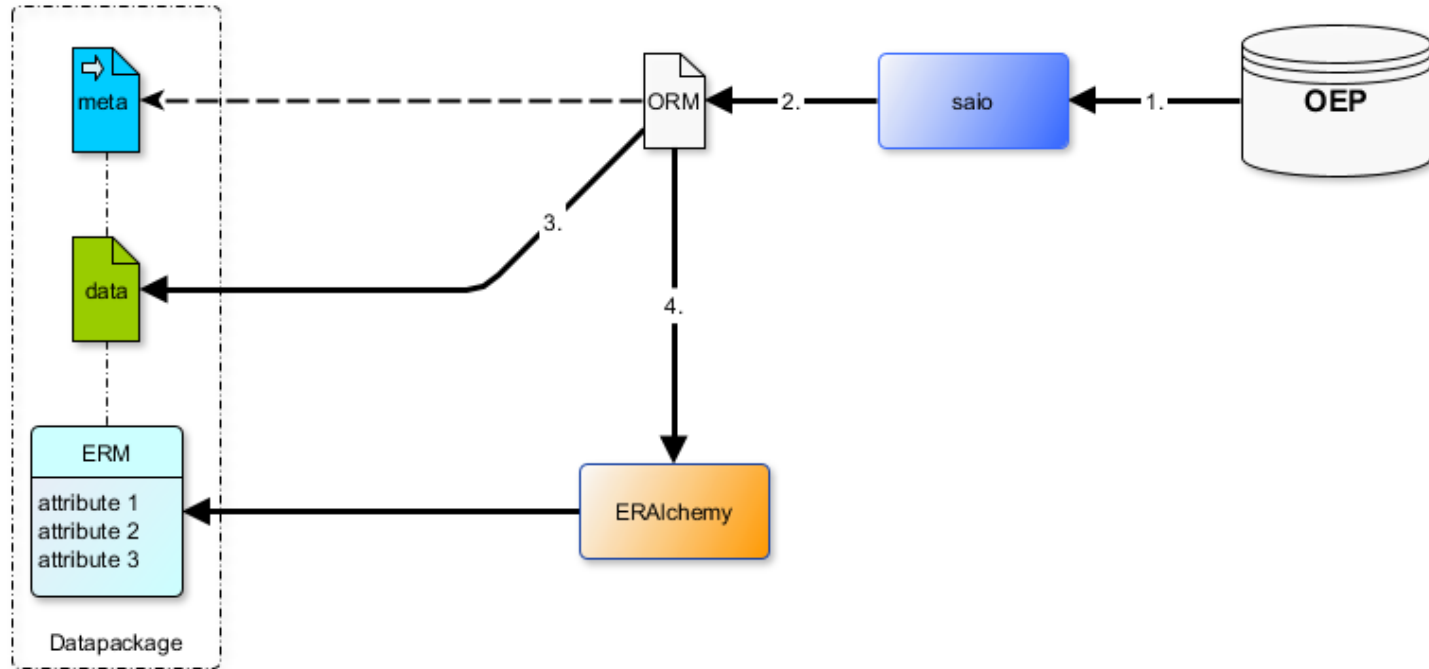 meta
ORM
2.
saio
1.
OEP
3.
data
4.
ERM
attribute 1
attribute 2
attribute 3
ERAlchemy
Datapackage